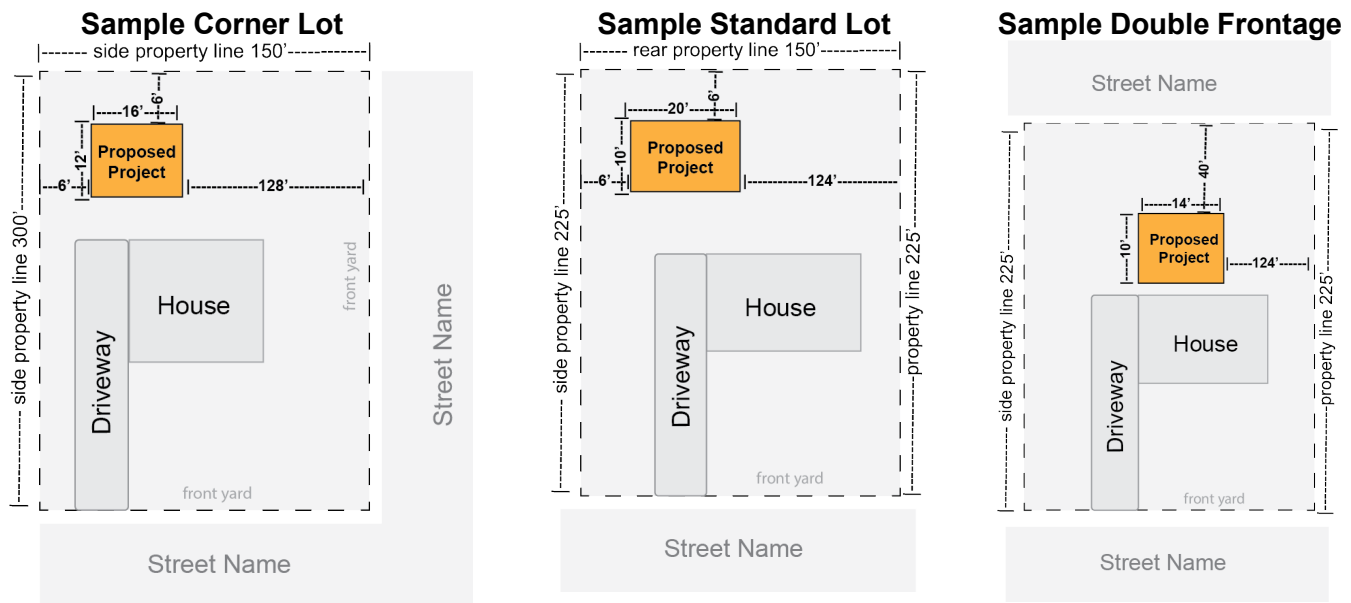 Sample Corner Lot
side property line 150’
side property line 300’
6’
16’
12’
Proposed
Project
6’
128’
House
Driveway
front yard
front yard
Street Name
Street Name
Sample Standard Lot
rear property line 150’
side property line 225’
property line 225’
6’
20’
10’
Proposed
Project
6’
124’
House
Driveway
front yard
Street Name
Sample Double Frontage
Street Name
side property line 225’
property line 225’
40’
14’
10’
Proposed
Project
124’
House
Driveway
front yard
Street Name